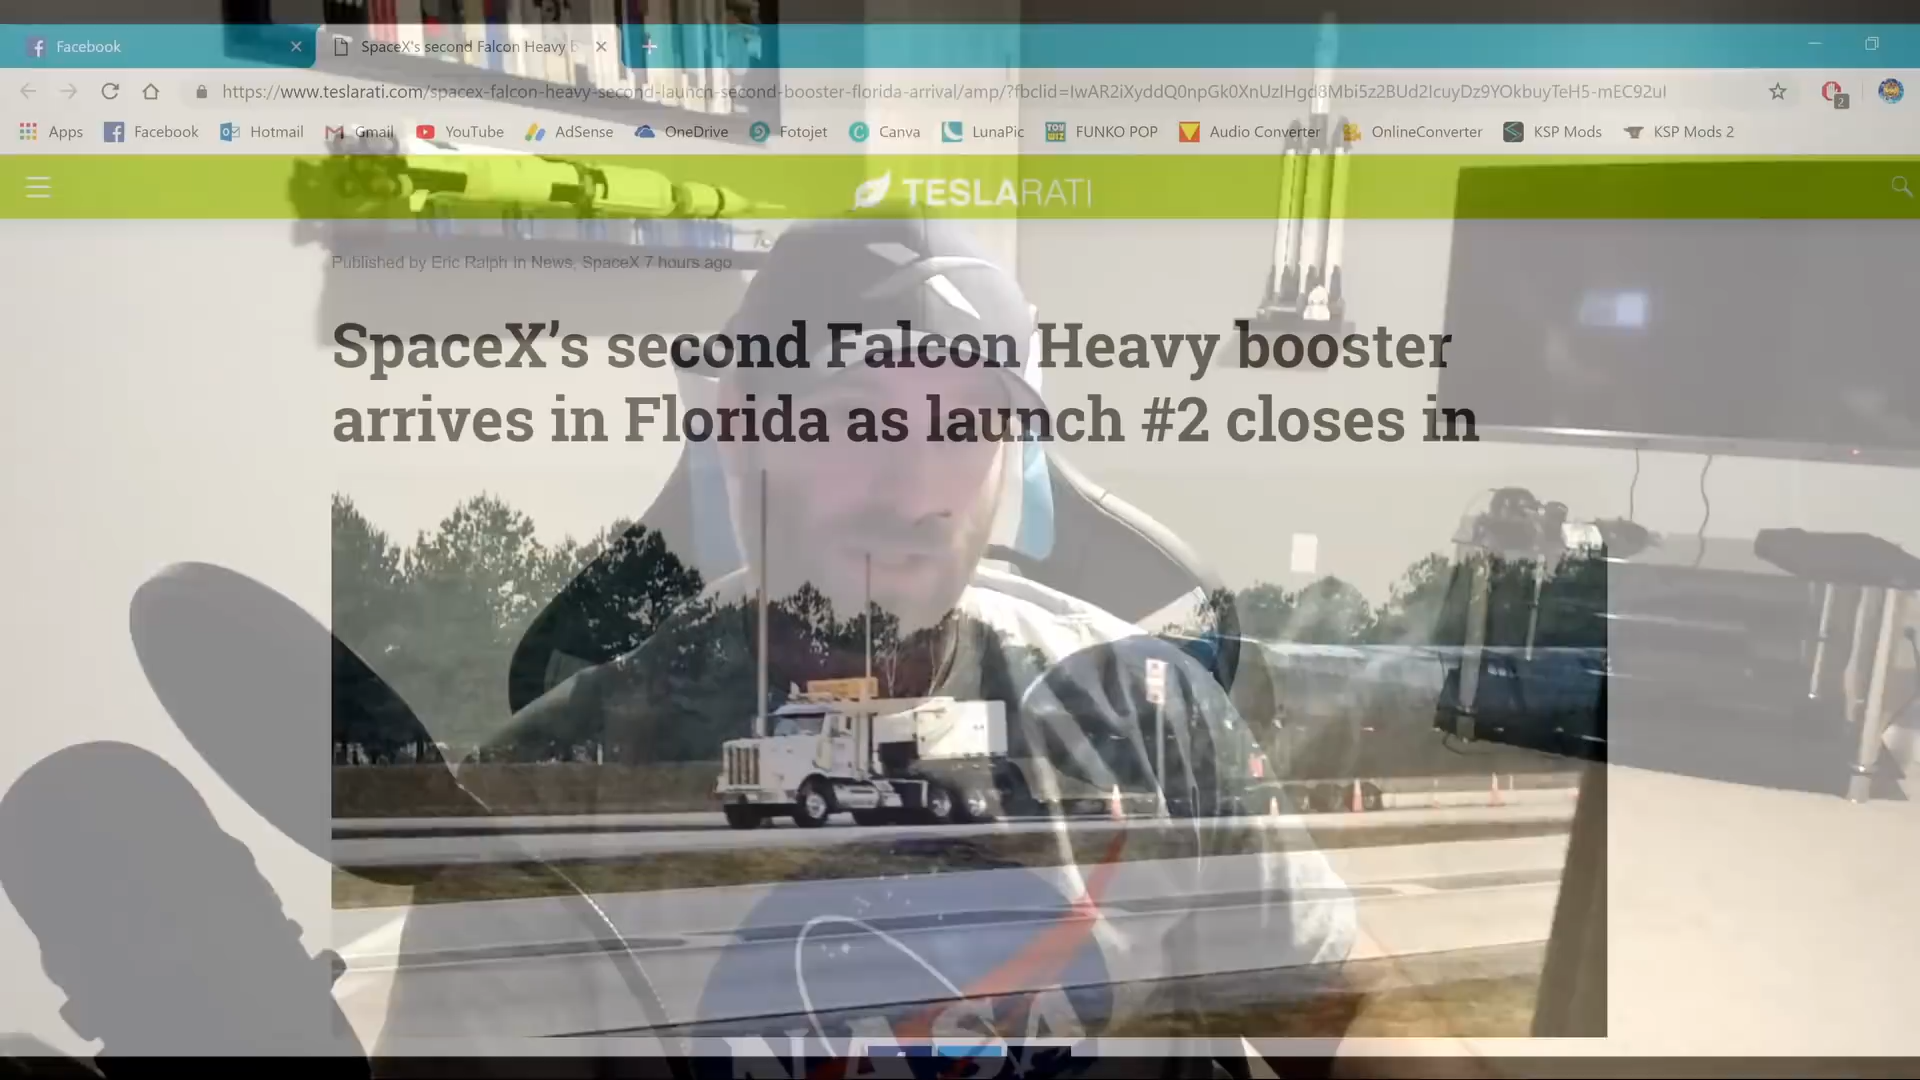 Facebook
SpaceX's second Falcon Heavy b
https://www.teslarati.com/spacex-falcon-heavy-second-launch-second-booster-florida-arrival/amp/?fbclid=IwAR2iXyddQ0npGk0XnUzIHgd8Mbi5z2BUd2IcuyDz9YOkbuyTeH5-mEC92uI
Apps Facebook Hotmail Gmail YouTube AdSense OneDrive Fotojet Canva LunaPic FUNKO POP Audio Converter OnlineConverter KSP Mods KSP Mods 2
TESLARATI
Published by Eric Ralph In News, SpaceX 7 hours ago
SpaceX’s second Falcon Heavy booster
arrives in Florida as launch #2 closes in
NASA
2